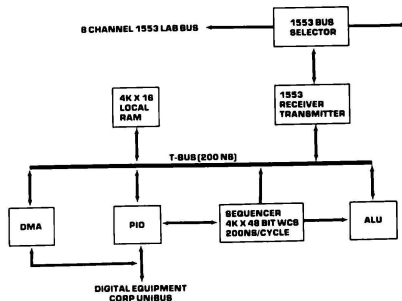 8 CHANNEL 1553 LAB BUS
1553 BUS
SELECTOR
4K X 16
LOCAL
RAM
1553
RECEIVER
TRANSMITTER
T-BUS (200 NS)
DMA
PIO
SEQUENCER
4K X 48 BIT WCS
200NS/CYCLE
ALU
DIGITAL EQUIPMENT
CORP UNIBUS